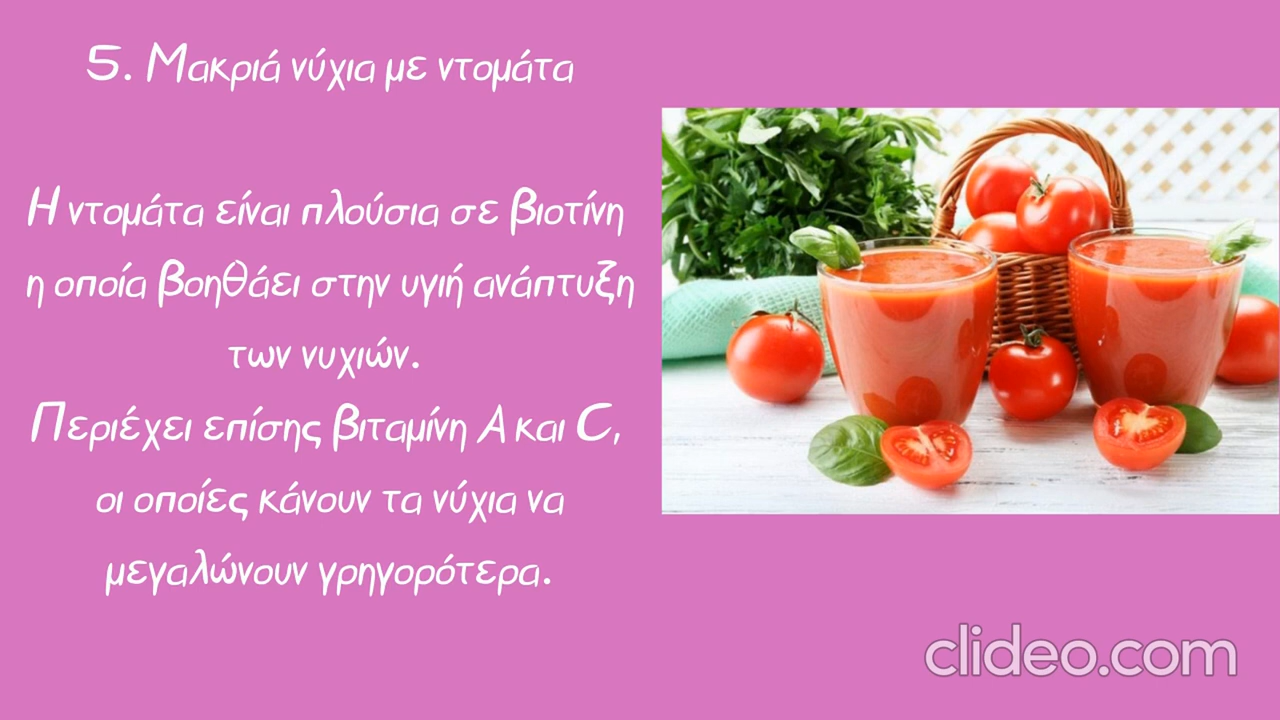 5. Μακριά νύχια με ντομάτα
Η ντομάτα είναι πλούσια σε βιοτίνη
η οποία βοηθάει στην υγιή ανάπτυξη
των νυχιών.
Περιέχει επίσης βιταμίνη A και C,
οι οποίες κάνουν τα νύχια να
μεγαλώνουν γρηγορότερα.
clideo.com